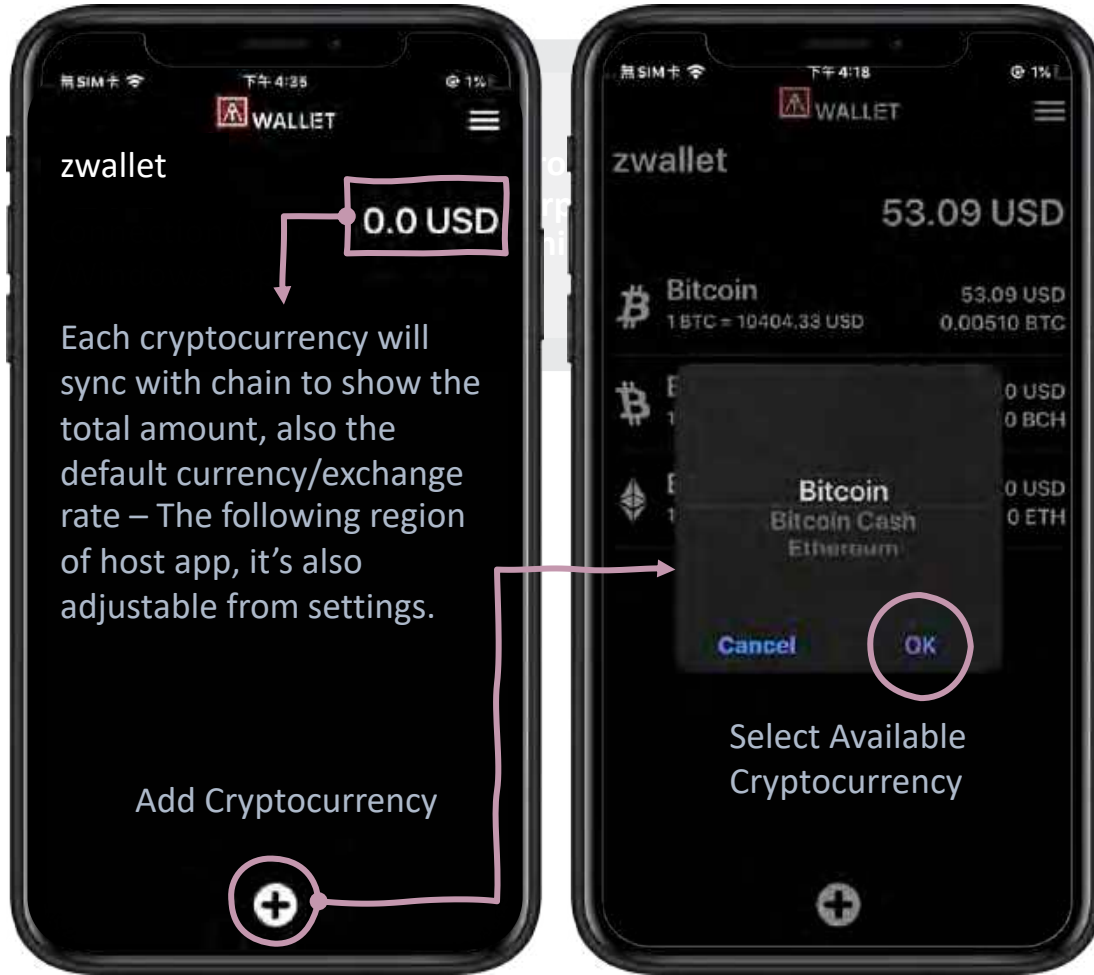 無SIM卡
下午4:35
1%
WALLET
zwallet
0.0 USD
Each cryptocurrency will
sync with chain to show the
total amount, also the
default currency/exchange
rate – The following region
of host app, it’s also
adjustable from settings.
Add Cryptocurrency
無SIM卡
下午4:18
1%
WALLET
zwallet
53.09 USD
Bitcoin
53.09 USD
1 BTC = 10404.33 USD
0.00510 BTC
0 USD
0 BCH
0 USD
0 ETH
Bitcoin
Bitcoin Cash
Ethereum
Cancel
OK
Select Available
Cryptocurrency